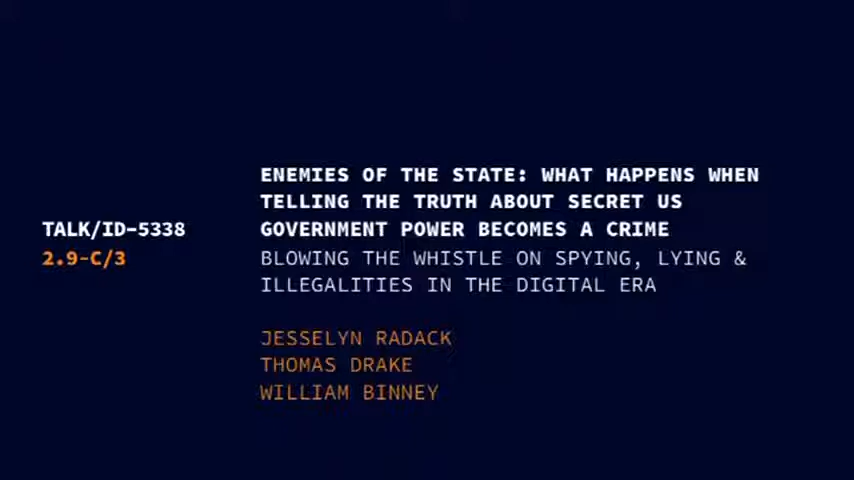 ENEMIES OF THE STATE: WHAT HAPPENS WHEN
TELLING THE TRUTH ABOUT SECRET US
TALK/ID-5338 GOVERNMENT POWER BECOMES A CRIME
2.9-C/3 BLOWING THE WHISTLE ON SPYING, LYING &
ILLEGALITIES IN THE DIGITAL ERA
JESSELYN RADACK
THOMAS DRAKE
WILLIAM BINNEY